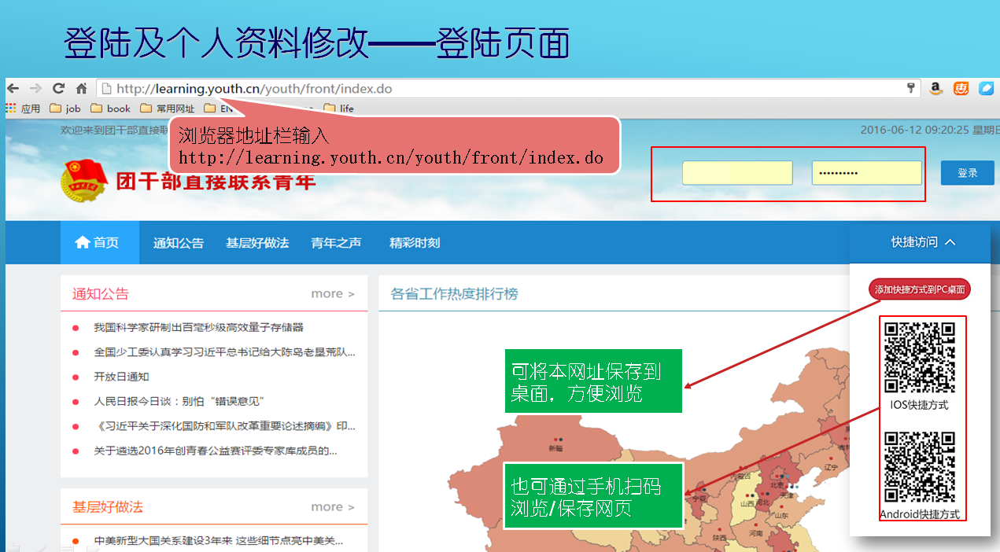 登陆及个人资料修改——登陆页面
http://learning.youth.cn/youth/front/index.do
应用 job book 常用网址 EN life
浏览器地址栏输入
http://learning.youth.cn/youth/front/index.do
欢迎来到团干部直接联
2016-06-12 09:20:25 星期日
团干部直接联系青年
登录
首页 通知公告 基层好做法 青年之声 精彩时刻
快捷访问
添加快捷方式到PC桌面
IOS快捷方式
Android快捷方式
通知公告 more >
我国科学家研制出百毫秒级高效量子存储器
全国少工委认真学习习近平总书记给大陈岛老垦荒队...
开放日通知
人民日报今日谈：别怕“错误意见”
《习近平关于深化国防和军队改革重要论述摘编》印...
关于遴选2016年创青春公益赛评委专家库成员的...
基层好做法 more >
中美新型大国关系建设3年来 这些细节点亮中美关...
各省工作热度排行榜
可将本网址保存到
桌面，方便浏览
也可通过手机扫码
浏览/保存网页
新疆
内蒙古
辽宁
北京
天津
宁夏
山西
河北
山东
陕西
河南